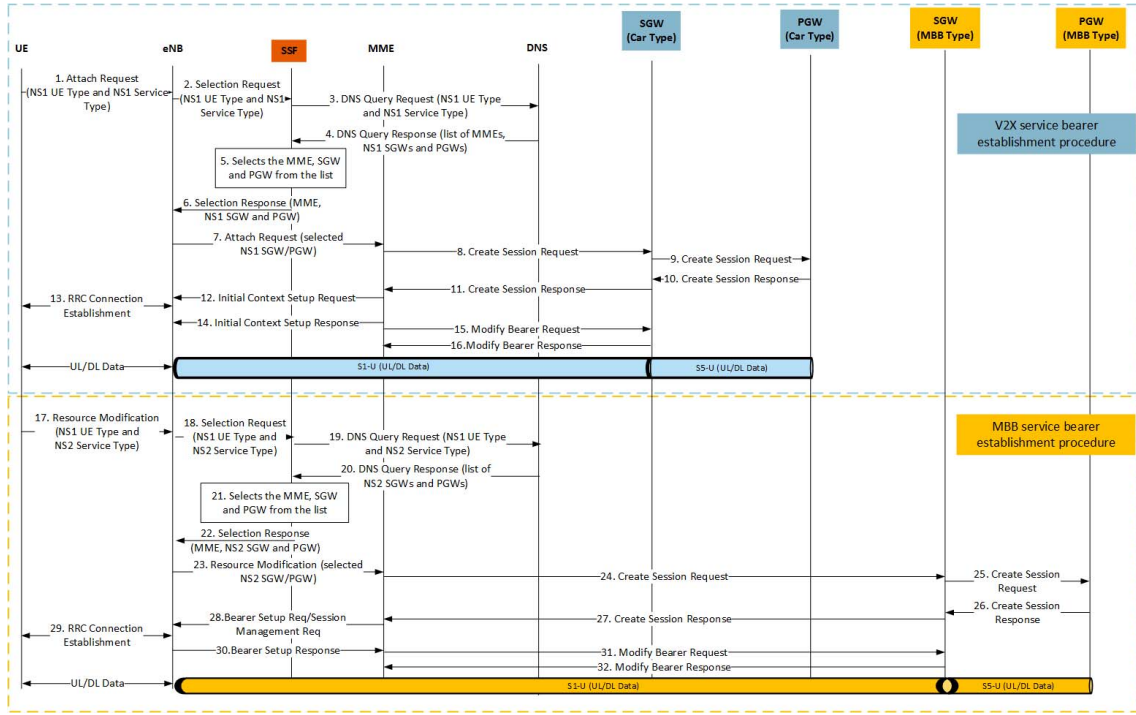 UE
eNB
SSF
MME
DNS
SGW
(Car Type)
PGW
(Car Type)
SGW
(MBB Type)
PGW
(MBB Type)
1. Attach Request
(NS1 UE Type and NS1 Service
Type)
2. Selection Request
(NS1 UE Type and NS1
Service Type)
3. DNS Query Request (NS1 UE Type
and NS1 Service Type)
4. DNS Query Response (list of MMEs,
NS1 SGWs and PGWs)
V2X service bearer
establishment procedure
5. Selects the MME, SGW
and PGW from the list
6. Selection Response (MME,
NS1 SGW and PGW)
7. Attach Request (selected
NS1 SGW/PGW)
8. Create Session Request
9. Create Session Request
10. Create Session Response
11. Create Session Response
12. Initial Context Setup Request
13. RRC Connection
Establishment
14. Initial Context Setup Response
15. Modify Bearer Request
16.Modify Bearer Response
UL/DL Data
S1-U (UL/DL Data)
S5-U (UL/DL Data)
17. Resource Modification
(NS1 UE Type and
NS2 Service Type)
18. Selection Request
(NS1 UE Type and
NS2 Service Type)
19. DNS Query Request (NS1 UE Type
and NS2 Service Type)
20. DNS Query Response (list of
NS2 SGWs and PGWs)
MBB service bearer
establishment procedure
21. Selects the MME, SGW
and PGW from the list
22. Selection Response
(MME, NS2 SGW and PGW)
23. Resource Modification (selected
NS2 SGW/PGW)
24. Create Session Request
25. Create Session
Request
26. Create Session
Response
27. Create Session Response
28.Bearer Setup Req/Session
Management Req
29. RRC Connection
Establishment
30.Bearer Setup Response
31. Modify Bearer Request
32. Modify Bearer Response
UL/DL Data
S1-U (UL/DL Data)
S5-U (UL/DL Data)